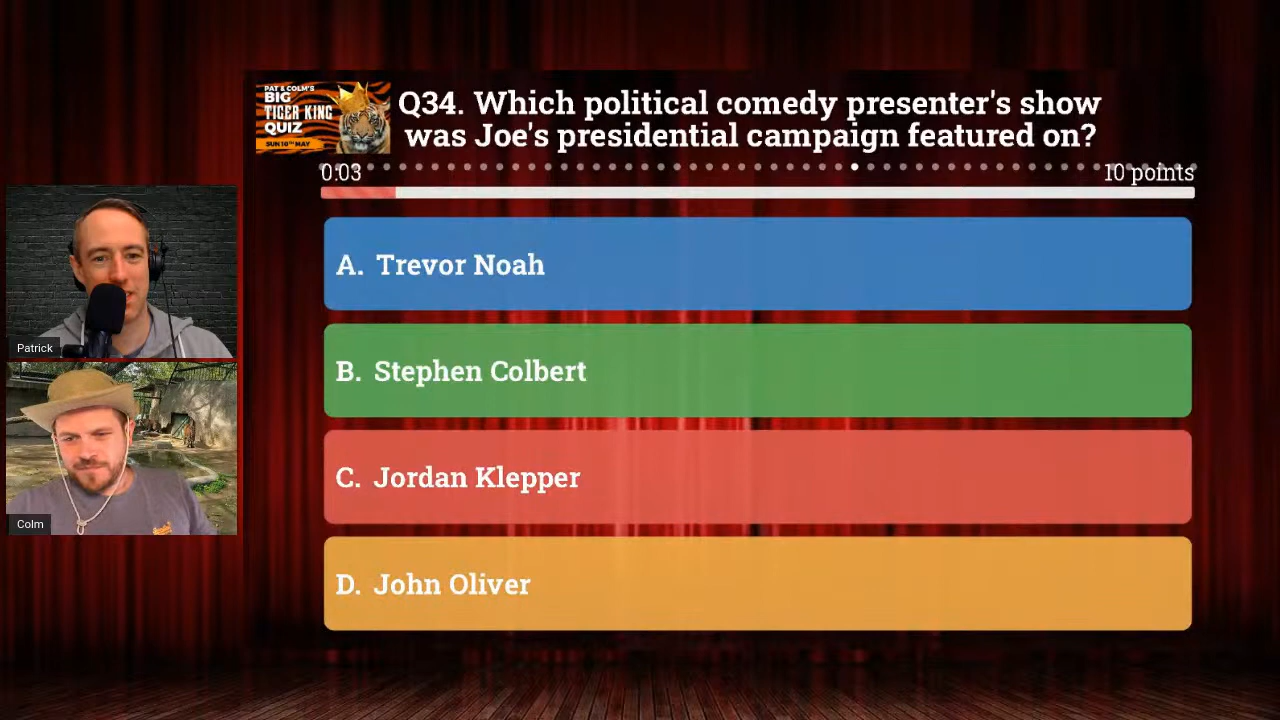 PAT & COLM'S
BIG
TIGER KING
QUIZ
SUN 10TH MAY
Q34. Which political comedy presenter's show
was Joe's presidential campaign featured on?
0:03
10 points
A. Trevor Noah
B. Stephen Colbert
C. Jordan Klepper
D. John Oliver
Patrick
Colm